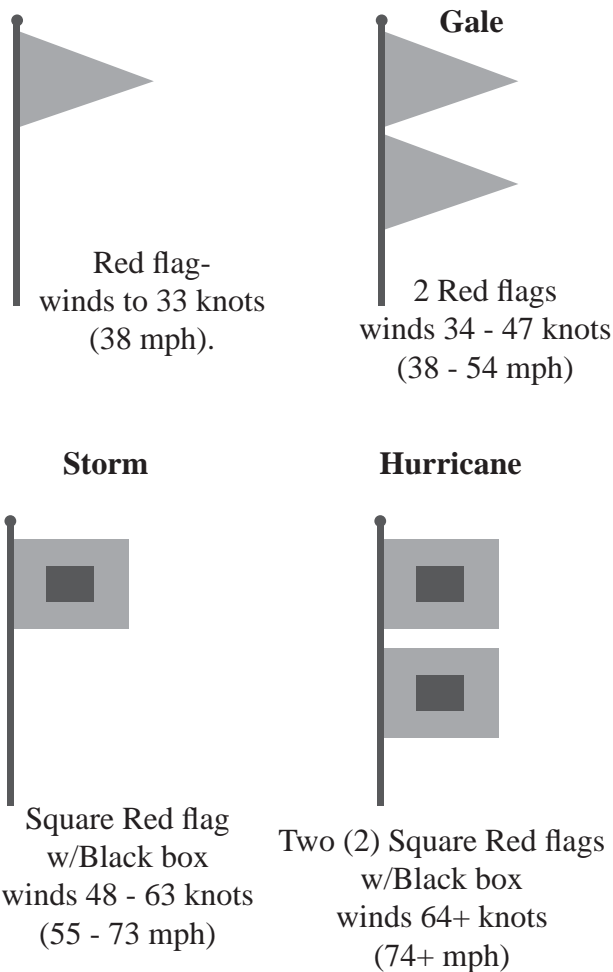 Gale
Red flag-
winds to 33 knots
(38 mph).
2 Red flags
winds 34 - 47 knots
(38 - 54 mph)
Storm
Square Red flag
w/Black box
winds 48 - 63 knots
(55 - 73 mph)
Hurricane
Two (2) Square Red flags
w/Black box
winds 64+ knots
(74+ mph)